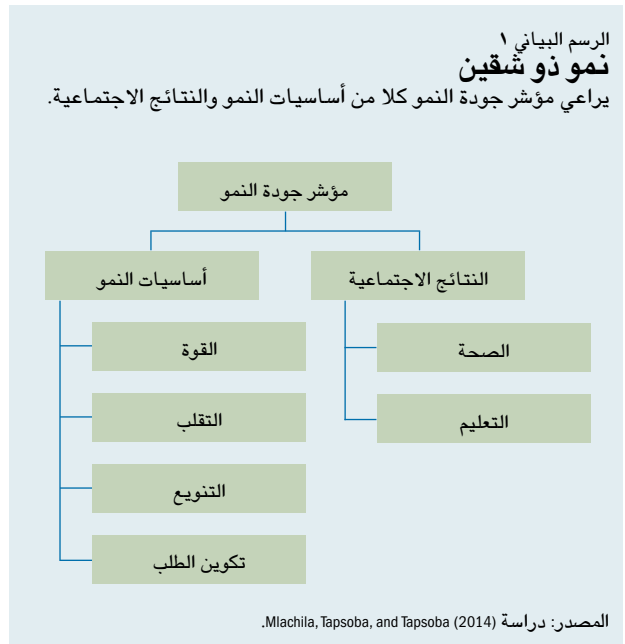 الرسم البياني ١
نمو ذو شقين
يراعي مؤشر جودة النمو كلا من أساسيات النمو والنتائج الاجتماعية.
مؤشر جودة النمو
النتائج الاجتماعية
الصحة
التعليم
أساسيات النمو
القوة
التقلب
التنويع
تكوين الطلب
المصدر: دراسة Mlachila, Tapsoba, and Tapsoba (2014).